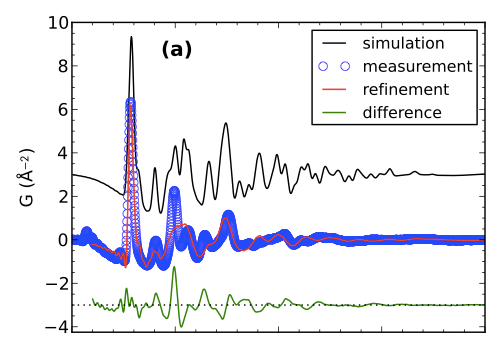 10
8
6
4
2
0
−2
−4
G (Å⁻²)
(a)
simulation
measurement
refinement
difference